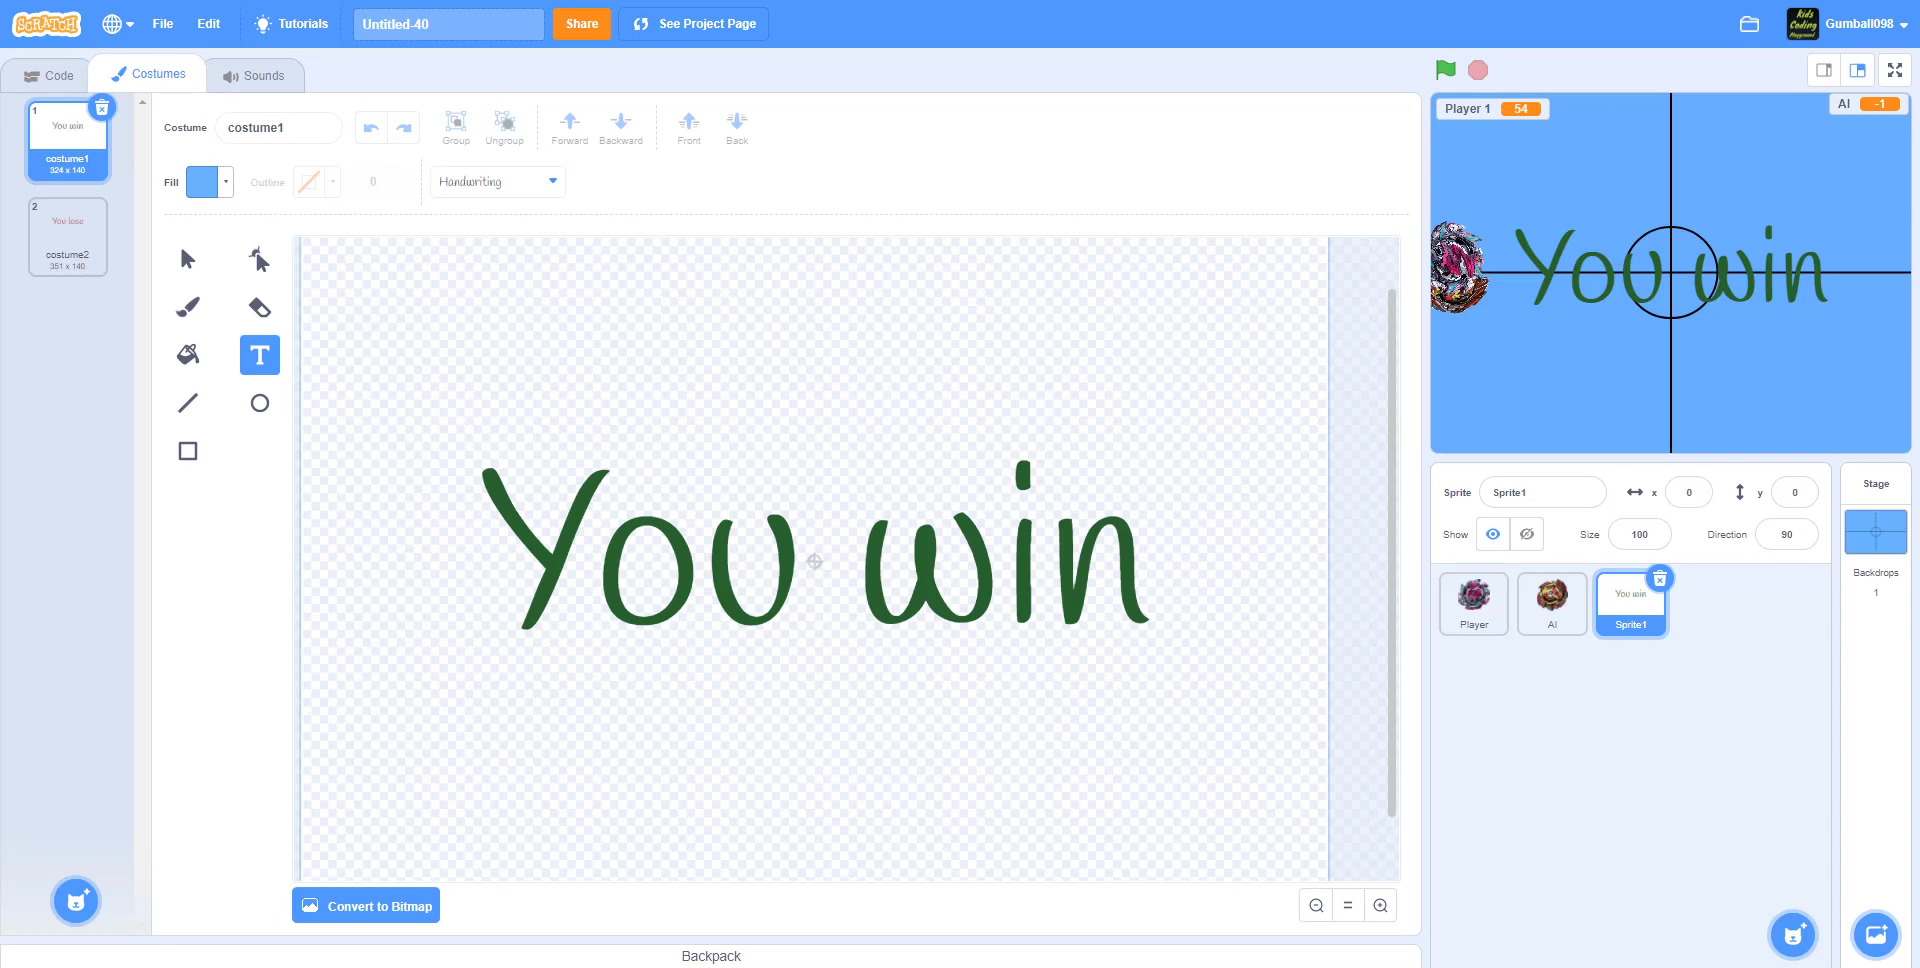 SCRATCH
File
Edit
Tutorials
Untitled-40
Share
See Project Page
Kids
Coding
Playground
Gumball098
Code
Costumes
Sounds
1
You win
costume1
324 x 140
2
You lose
costume2
351 x 140
Costume
costume1
Group
Ungroup
Forward
Backward
Front
Back
Fill
Outline
0
Handwriting
T
You win
Convert to Bitmap
=
Backpack
Player 1 54
AI -1
You win
Sprite
Sprite1
x 0
y 0
Show
Size 100
Direction 90
Player
AI
You win
Sprite1
Stage
Backdrops
1